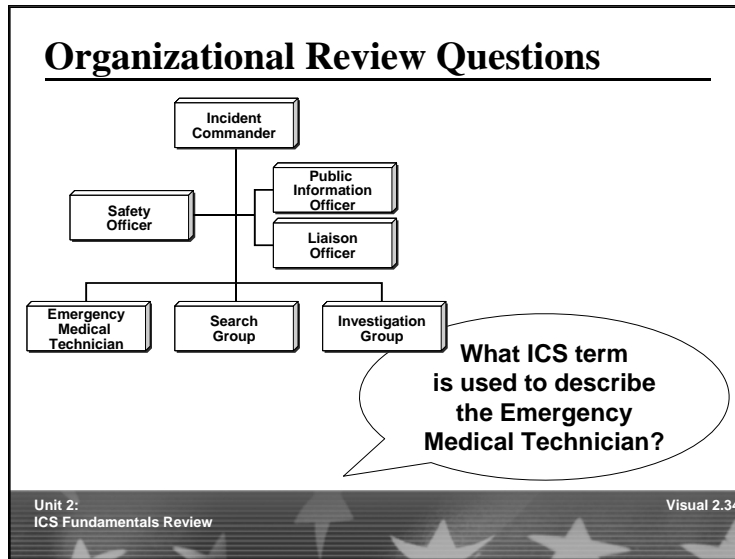 Organizational Review Questions
Incident
Commander
Public
Information
Officer
Safety
Officer
Liaison
Officer
Emergency
Medical
Technician
Search
Group
Investigation
Group
What ICS term
is used to describe
the Emergency
Medical Technician?
Unit 2:
ICS Fundamentals Review
Visual 2.34